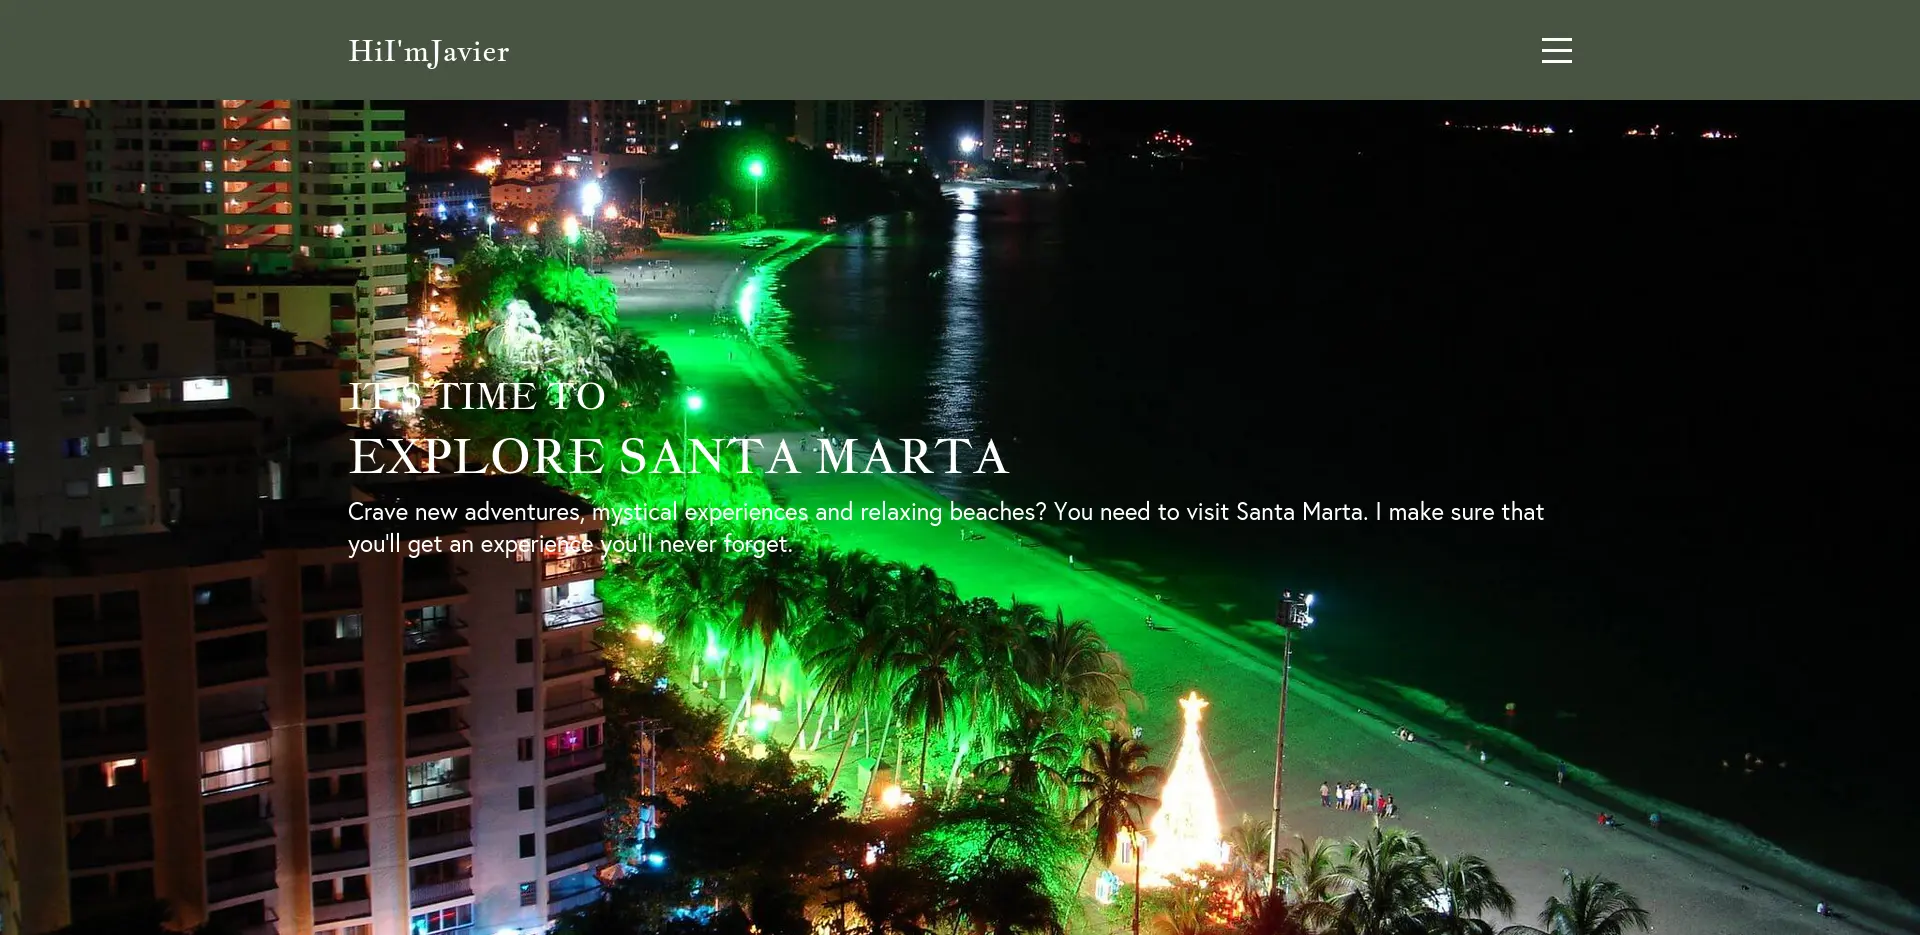 HiI'mJavier
IT'S TIME TO
EXPLORE SANTA MARTA
Crave new adventures, mystical experiences and relaxing beaches? You need to visit Santa Marta. I make sure that
you'll get an experience you'll never forget.